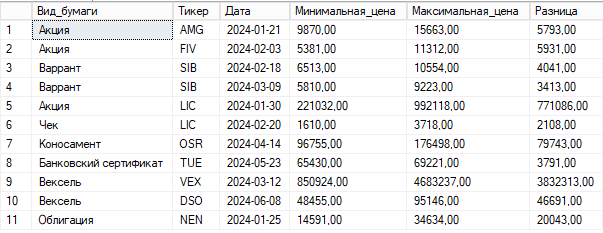 Вид_бумаги Тикер Дата Минимальная_цена Максимальная_цена Разница
1 Акция AMG 2024-01-21 9870,00 15663,00 5793,00
2 Акция FIV 2024-02-03 5381,00 11312,00 5931,00
3 Варрант SIB 2024-02-18 6513,00 10554,00 4041,00
4 Варрант SIB 2024-03-09 5810,00 9223,00 3413,00
5 Акция LIC 2024-01-30 221032,00 992118,00 771086,00
6 Чек LIC 2024-02-20 1610,00 3718,00 2108,00
7 Коносамент OSR 2024-04-14 96755,00 176498,00 79743,00
8 Банковский сертификат TUE 2024-05-23 65430,00 69221,00 3791,00
9 Вексель VEX 2024-03-12 850924,00 4683237,00 3832313,00
10 Вексель DSO 2024-06-08 48455,00 95146,00 46691,00
11 Облигация NEN 2024-01-25 14591,00 34634,00 20043,00